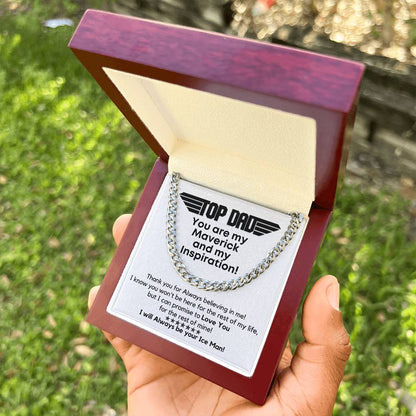 TOP DAD
You are my
Maverick
and my
Inspiration!
Thank you for Always believing in me!
I know you won't be here for the rest of my life,
but I can promise to Love You
for the rest of mine!
★★★★★★★
I will Always be your Ice Man!